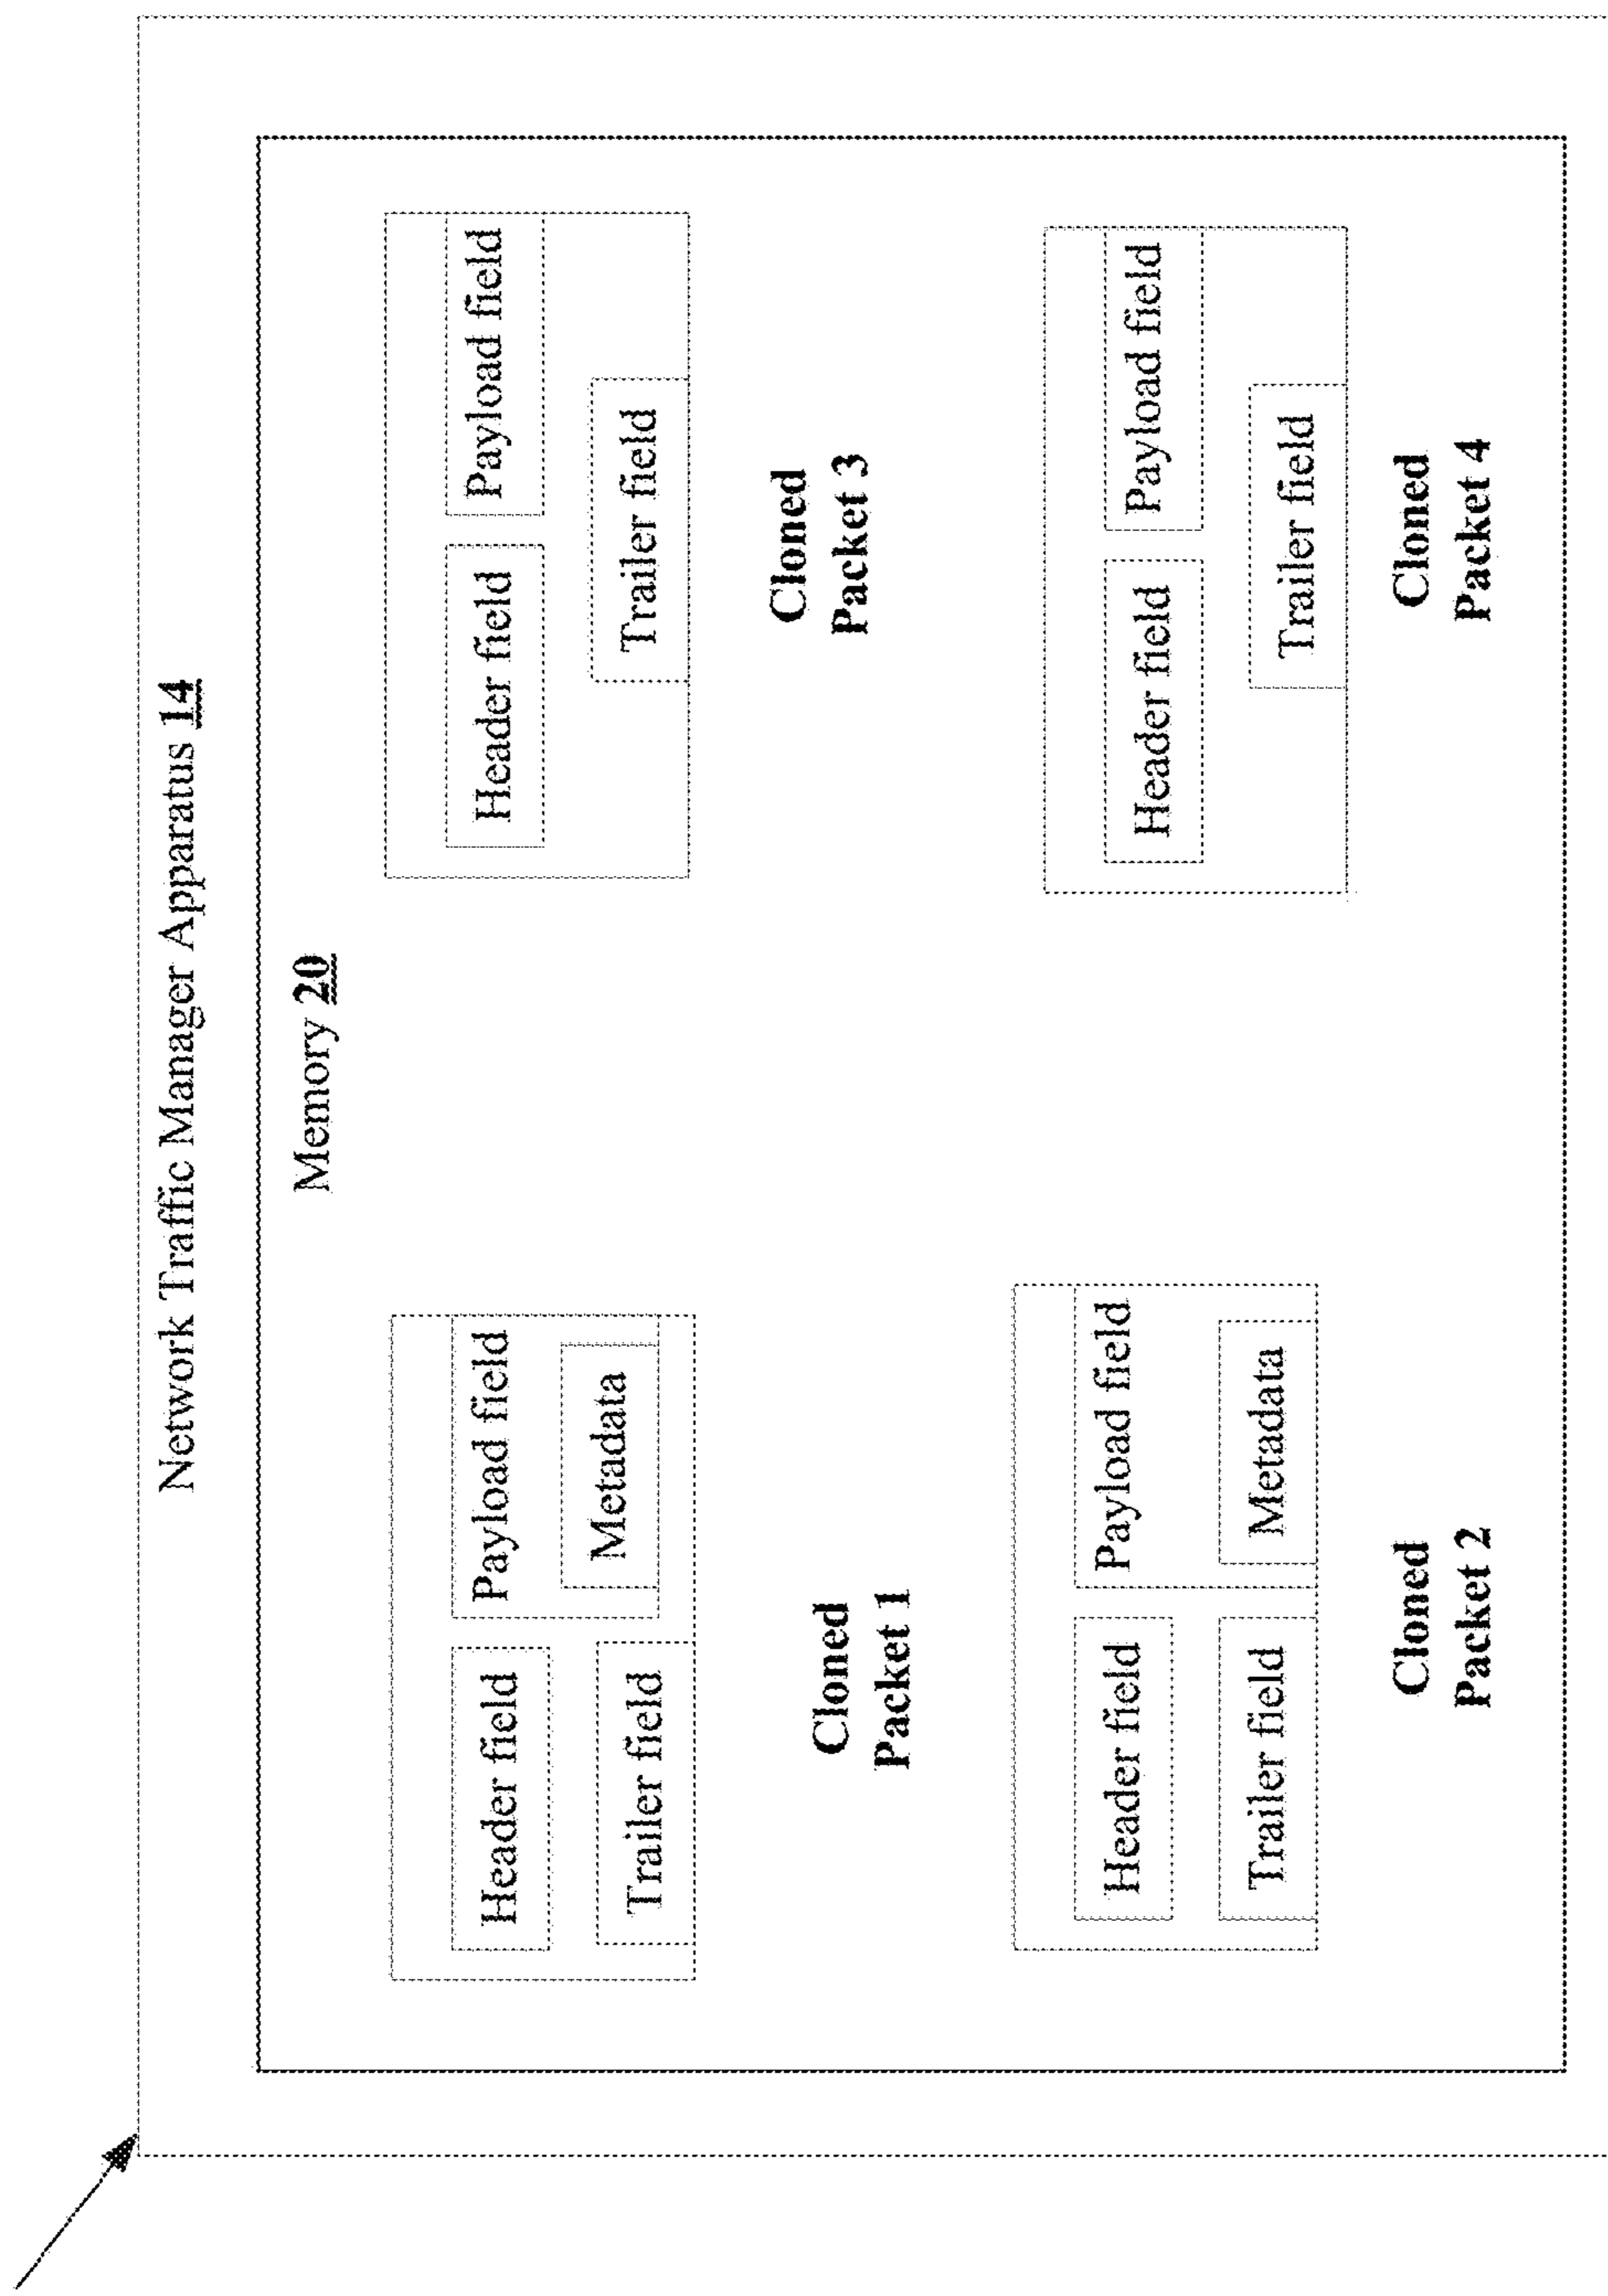 Network Traffic Manager Apparatus 14
Memory 20
Header field
Payload field
Trailer field
Metadata
Cloned
Packet 1
Header field
Payload field
Trailer field
Cloned
Packet 3
Header field
Payload field
Trailer field
Metadata
Cloned
Packet 2
Header field
Payload field
Trailer field
Cloned
Packet 4